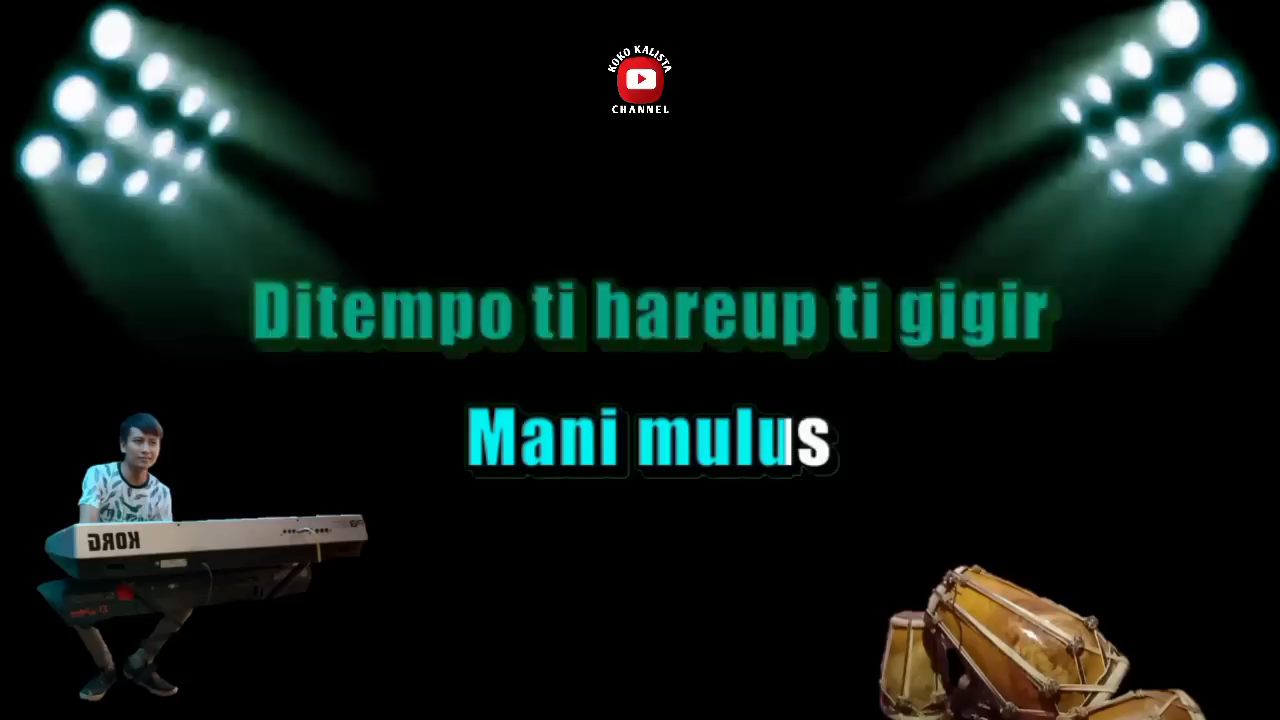 KOKO KALISTA
CHANNEL
Ditempo ti hareup ti gigir
Mani mulus
KORG